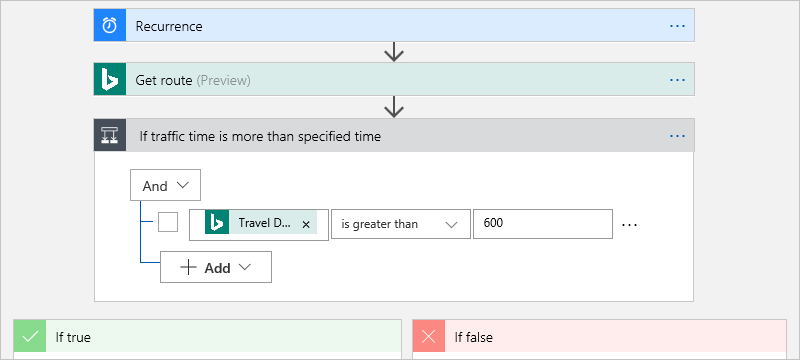 Recurrence
Get route (Preview)
If traffic time is more than specified time
And
Travel D... is greater than 600
Add
If true If false